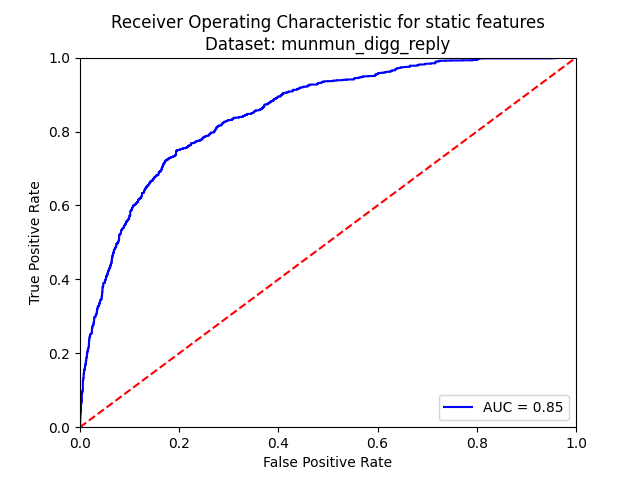 Receiver Operating Characteristic for static features
Dataset: munmun_digg_reply
1.0
0.8
0.6
0.4
0.2
0.0
True Positive Rate
AUC = 0.85
0.0 0.2 0.4 0.6 0.8 1.0
False Positive Rate